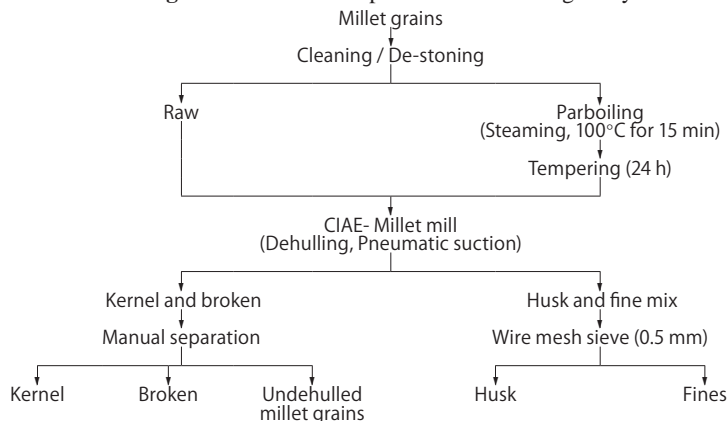 Millet grains
Cleaning / De-stoning
Raw
Parboiling
(Steaming, 100°C for 15 min)
Tempering (24 h)
CIAE- Millet mill
(Dehulling, Pneumatic suction)
Kernel and broken
Husk and fine mix
Manual separation
Wire mesh sieve (0.5 mm)
Kernel
Broken
Undehulled
millet grains
Husk
Fines